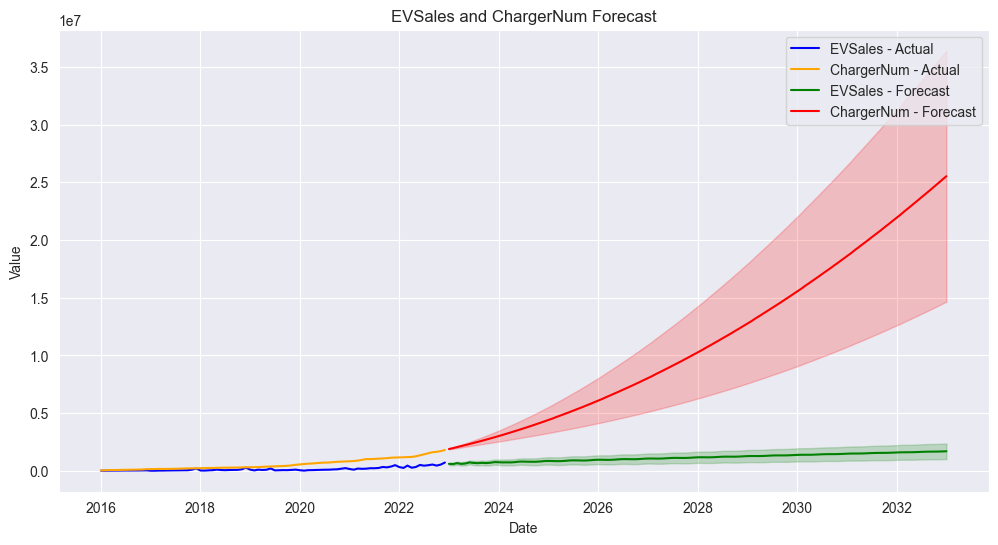 EVSales and ChargerNum Forecast
1e7
EVSales - Actual
ChargerNum - Actual
EVSales - Forecast
ChargerNum - Forecast
3.5
3.0
2.5
2.0
1.5
1.0
0.5
0.0
Value
2016 2018 2020 2022 2024 2026 2028 2030 2032
Date